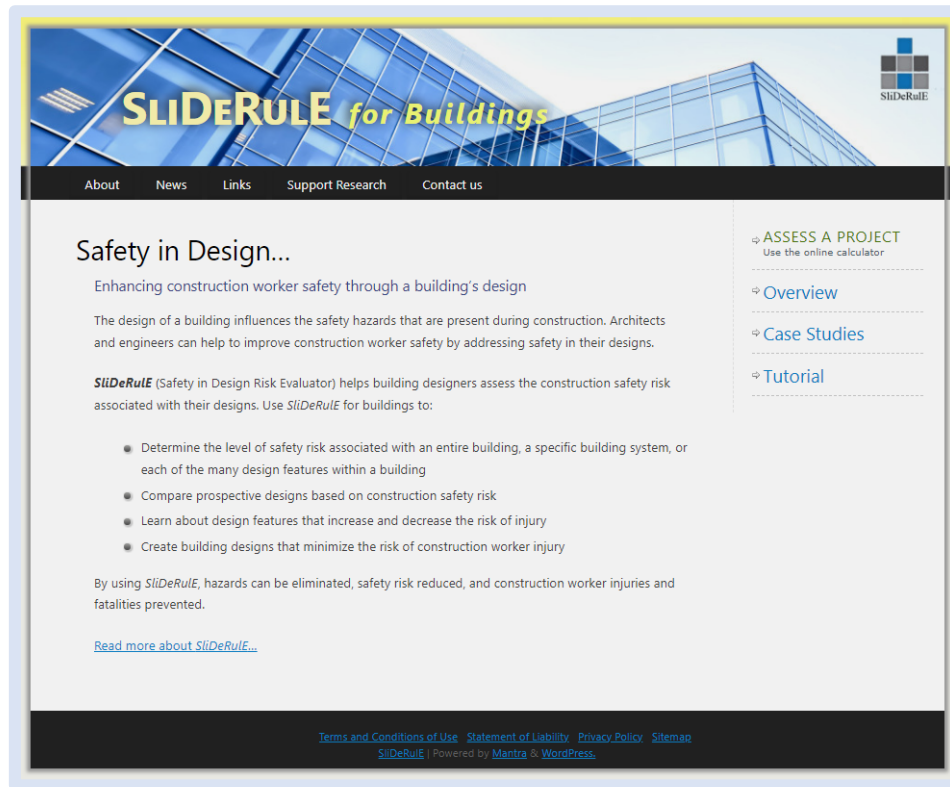 SLIDERULE for Buildings
SliDeRulE
About News Links Support Research Contact us
Safety in Design...
Enhancing construction worker safety through a building's design
The design of a building influences the safety hazards that are present during construction. Architects
and engineers can help to improve construction worker safety by addressing safety in their designs.
SliDeRulE (Safety in Design Risk Evaluator) helps building designers assess the construction safety risk
associated with their designs. Use SliDeRulE for buildings to:
Determine the level of safety risk associated with an entire building, a specific building system, or
each of the many design features within a building
Compare prospective designs based on construction safety risk
Learn about design features that increase and decrease the risk of injury
Create building designs that minimize the risk of construction worker injury
By using SliDeRulE, hazards can be eliminated, safety risk reduced, and construction worker injuries and
fatalities prevented.
Read more about SliDeRulE...
ASSESS A PROJECT
Use the online calculator
Overview
Case Studies
Tutorial
Terms and Conditions of Use Statement of Liability Privacy Policy Sitemap
SliDeRulE | Powered by Mantra & WordPress.